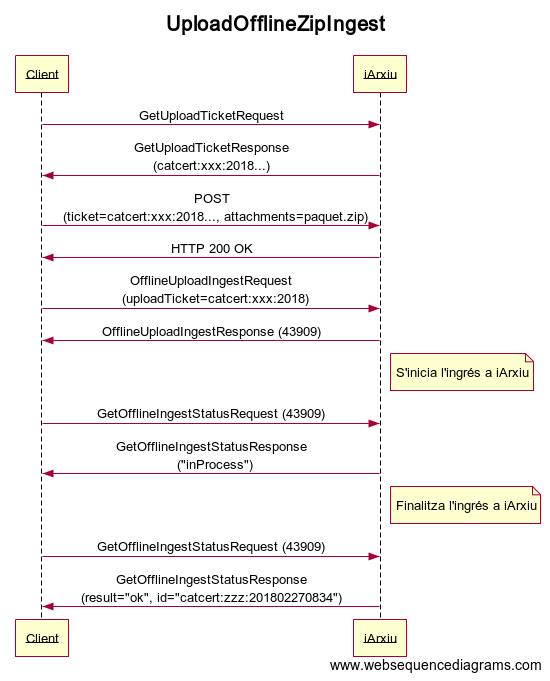 UploadOfflineZipIngest
Client
iArxiu
GetUploadTicketRequest
GetUploadTicketResponse
(catcert:xxx:2018...)
POST
(ticket=catcert:xxx:2018..., attachments=paquet.zip)
HTTP 200 OK
OfflineUploadIngestRequest
(uploadTicket=catcert:xxx:2018)
OfflineUploadIngestResponse (43909)
S'inicia l'ingrés a iArxiu
GetOfflineIngestStatusRequest (43909)
GetOfflineIngestStatusResponse
("inProcess")
Finalitza l'ingrés a iArxiu
GetOfflineIngestStatusRequest (43909)
GetOfflineIngestStatusResponse
(result="ok", id="catcert:zzz:201802270834")
Client
iArxiu
www.websequencediagrams.com